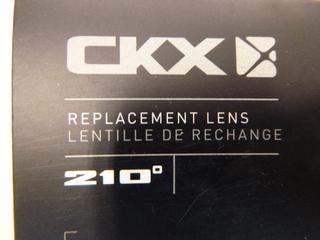 CKX
REPLACEMENT LENS
LENTILLE DE RECHANGE
210°